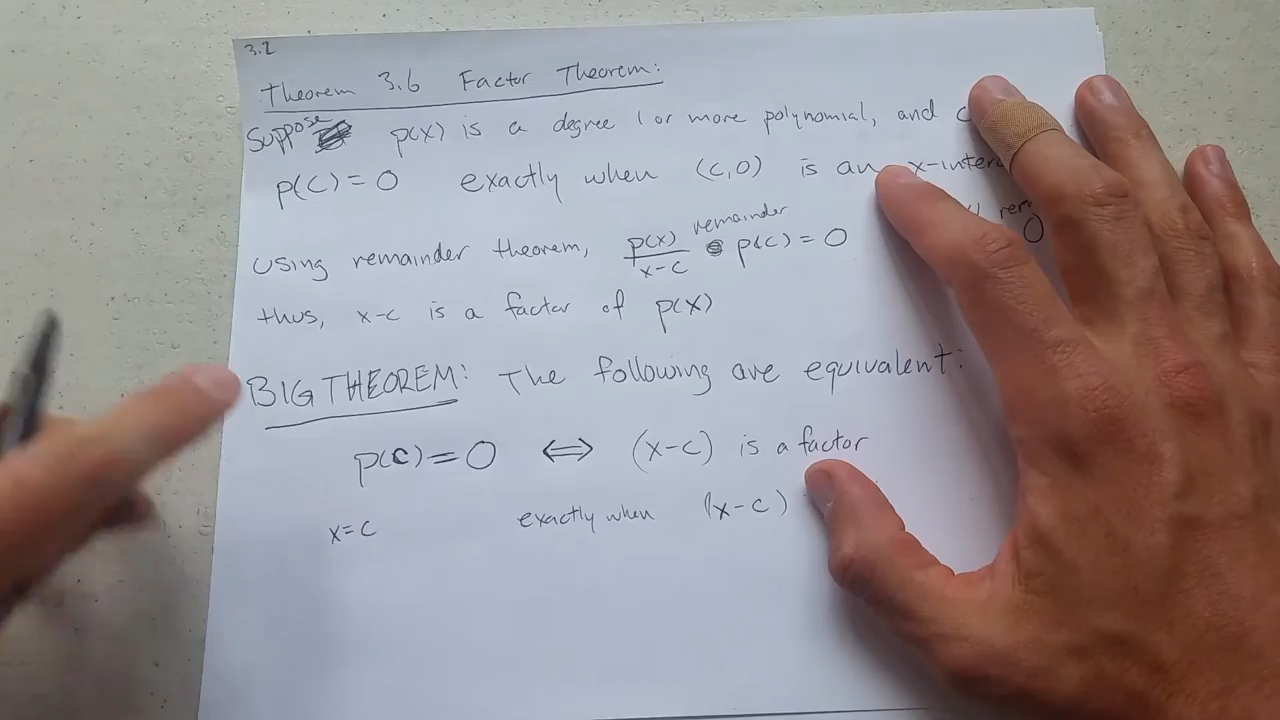 3.2
Theorem 3.6 Factor Theorem:
Suppose p(x) is a degree 1 or more polynomial, and
p(c) = 0 exactly when (c,0) is an x-inter
using remainder theorem, p(x)/x-c remainder p(c) = 0
0
thus, x-c is a factor of p(x)
BIG THEOREM: The following are equivalent:
p(c) = 0 ⟺ (x-c) is a factor
x=c exactly when (x-c)